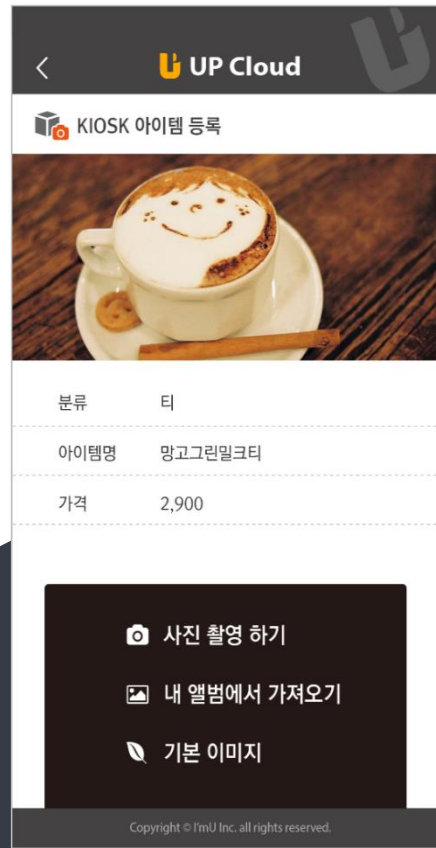 UP Cloud
KIOSK 아이템 등록
분류 티
아이템명 망고그린밀크티
가격 2,900
사진 촬영 하기
내 앨범에서 가져오기
기본 이미지
Copyright © I'mU Inc. all rights reserved.